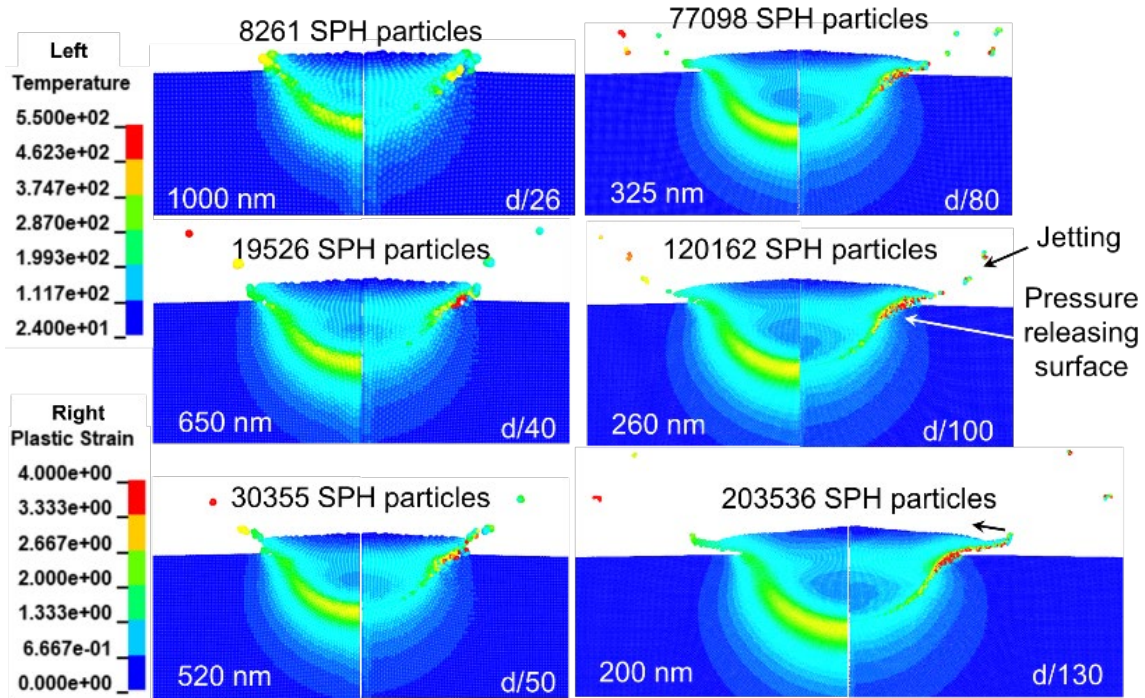 Left
Temperature
5.500e+02
4.623e+02
3.747e+02
2.870e+02
1.993e+02
1.117e+02
2.400e+01
Right
Plastic Strain
4.000e+00
3.333e+00
2.667e+00
2.000e+00
1.333e+00
6.667e-01
0.000e+00
8261 SPH particles
1000 nm
d/26
19526 SPH particles
650 nm
d/40
30355 SPH particles
520 nm
d/50
77098 SPH particles
325 nm
d/80
120162 SPH particles
260 nm
d/100
Jetting
Pressure
releasing
surface
203536 SPH particles
200 nm
d/130